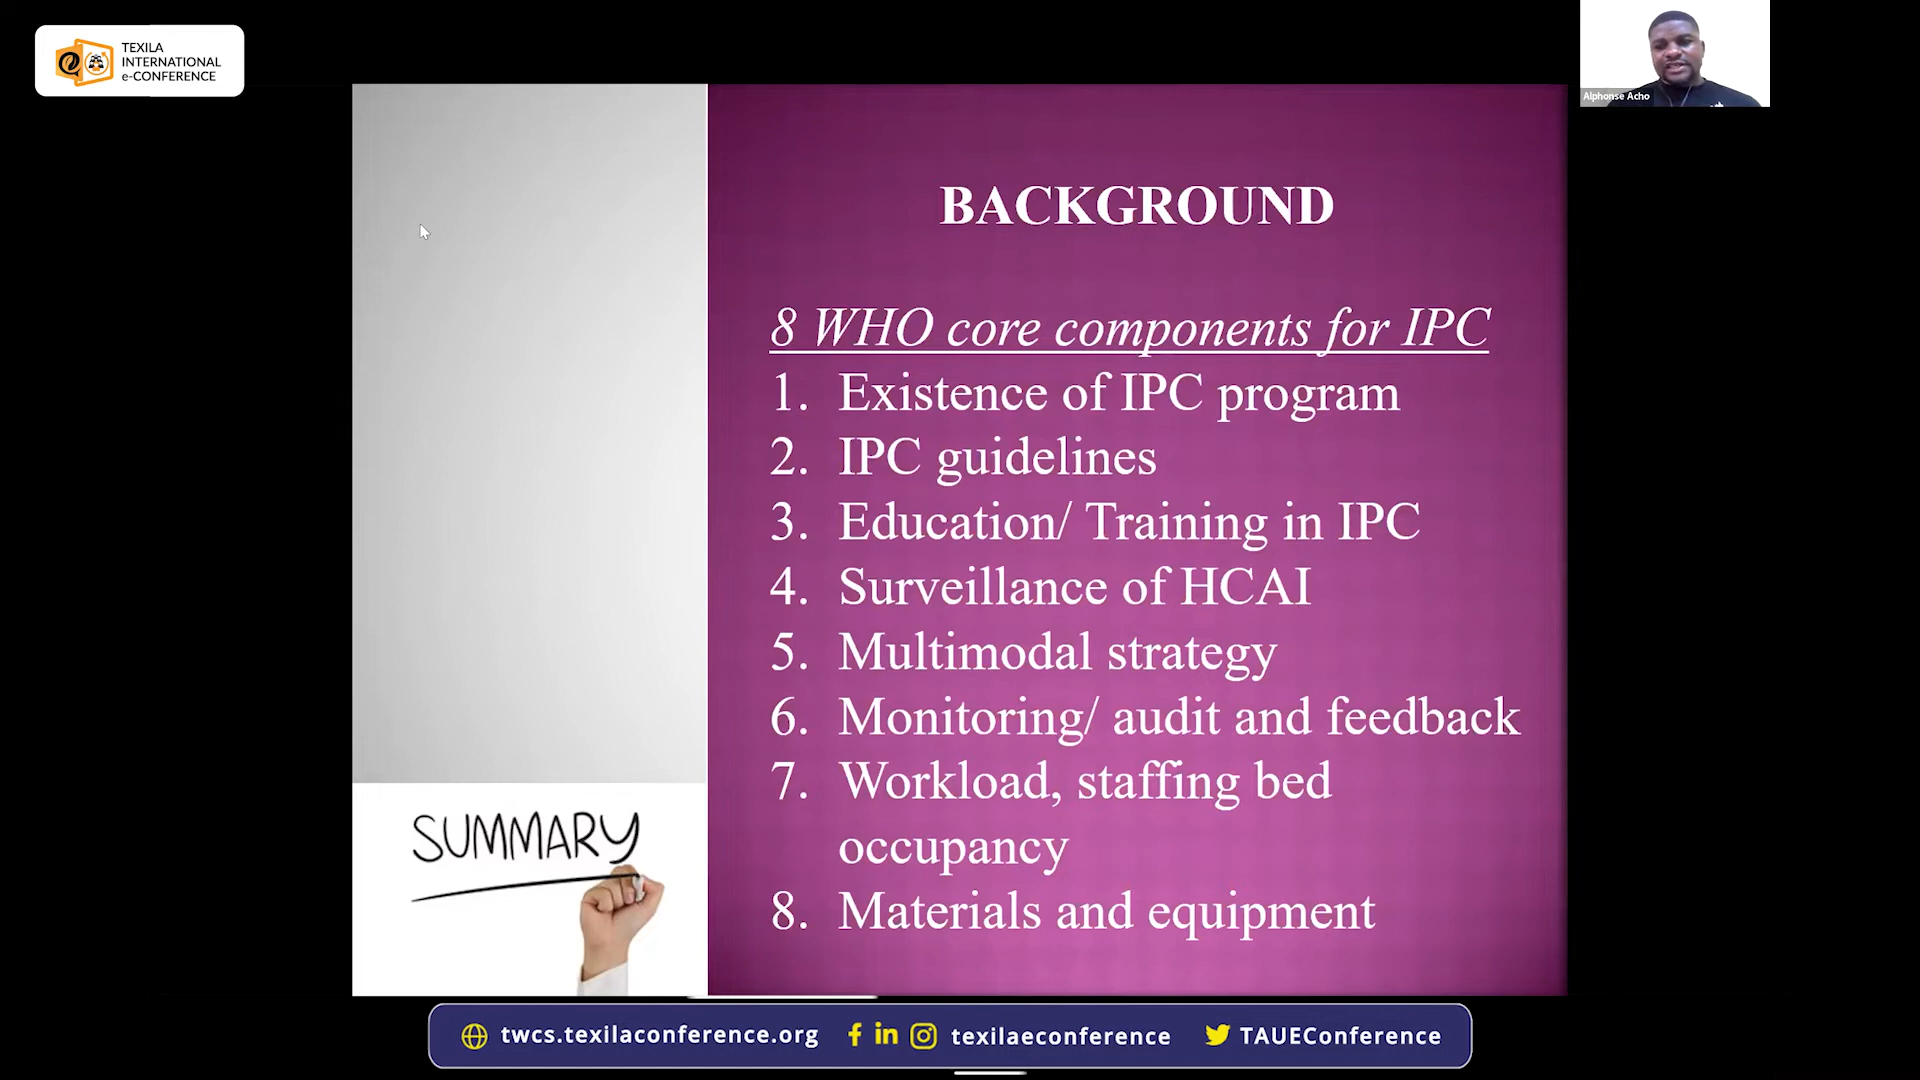 TEXILA
INTERNATIONAL
e-CONFERENCE
Alphonse Acho
BACKGROUND
8 WHO core components for IPC
1. Existence of IPC program
2. IPC guidelines
3. Education/ Training in IPC
4. Surveillance of HCAI
5. Multimodal strategy
6. Monitoring/ audit and feedback
7. Workload, staffing bed
occupancy
8. Materials and equipment
SUMMARY
twcs.texilaconference.org texilaeconference TAUEConference